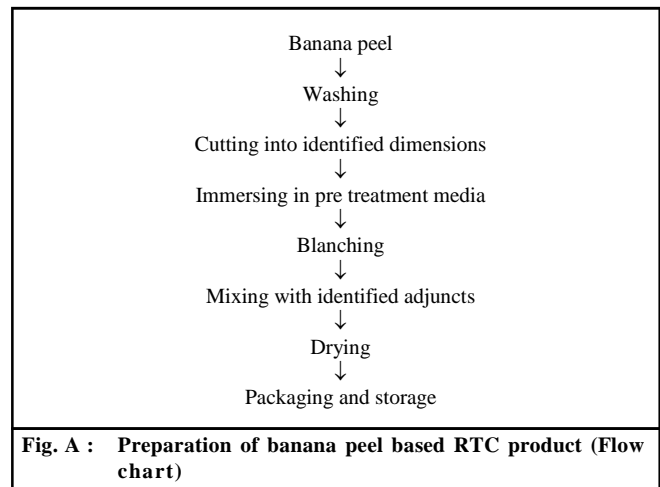 Banana peel
↓
Washing
↓
Cutting into identified dimensions
↓
Immersing in pre treatment media
↓
Blanching
↓
Mixing with identified adjuncts
↓
Drying
↓
Packaging and storage
Fig. A : Preparation of banana peel based RTC product (Flow
chart)